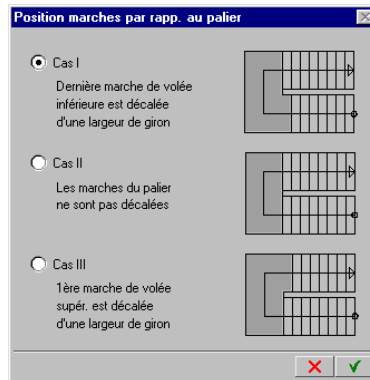 Position marches par rapp. au palier
Cas I
Dernière marche de volée
inférieure est décalée
d'une largeur de giron
Cas II
Les marches du palier
ne sont pas décalées
Cas III
1ère marche de volée
supér. est décalée
d'une largeur de giron